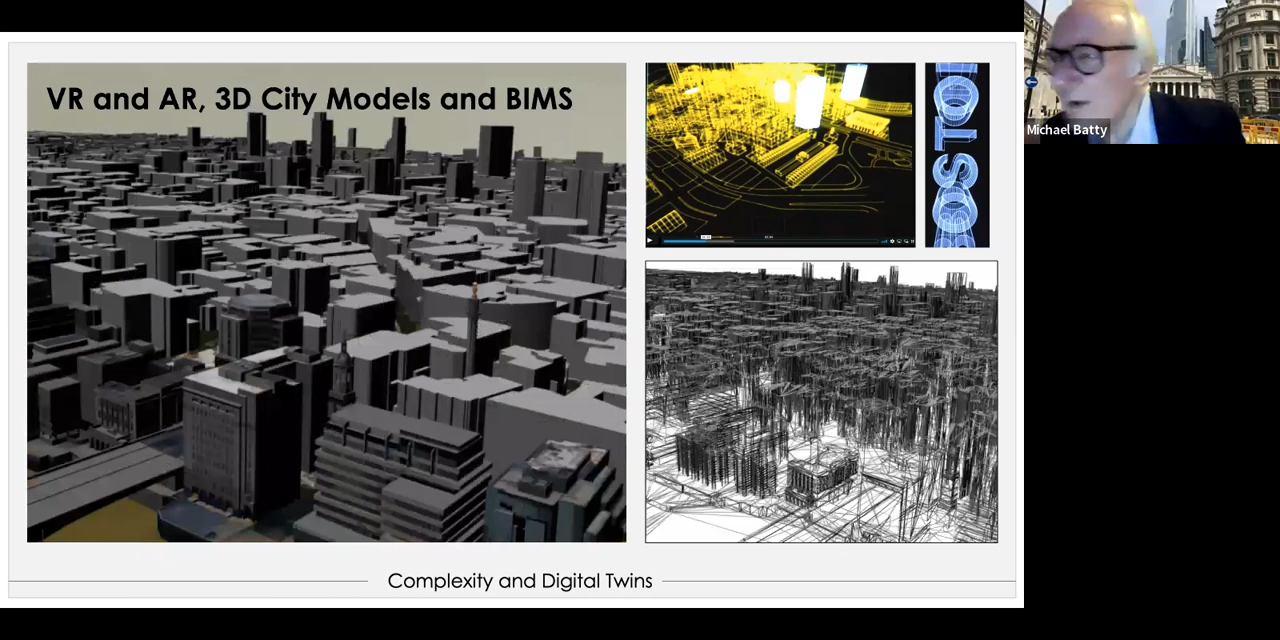 VR and AR, 3D City Models and BIMS
BOSTON
Complexity and Digital Twins
Michael Batty